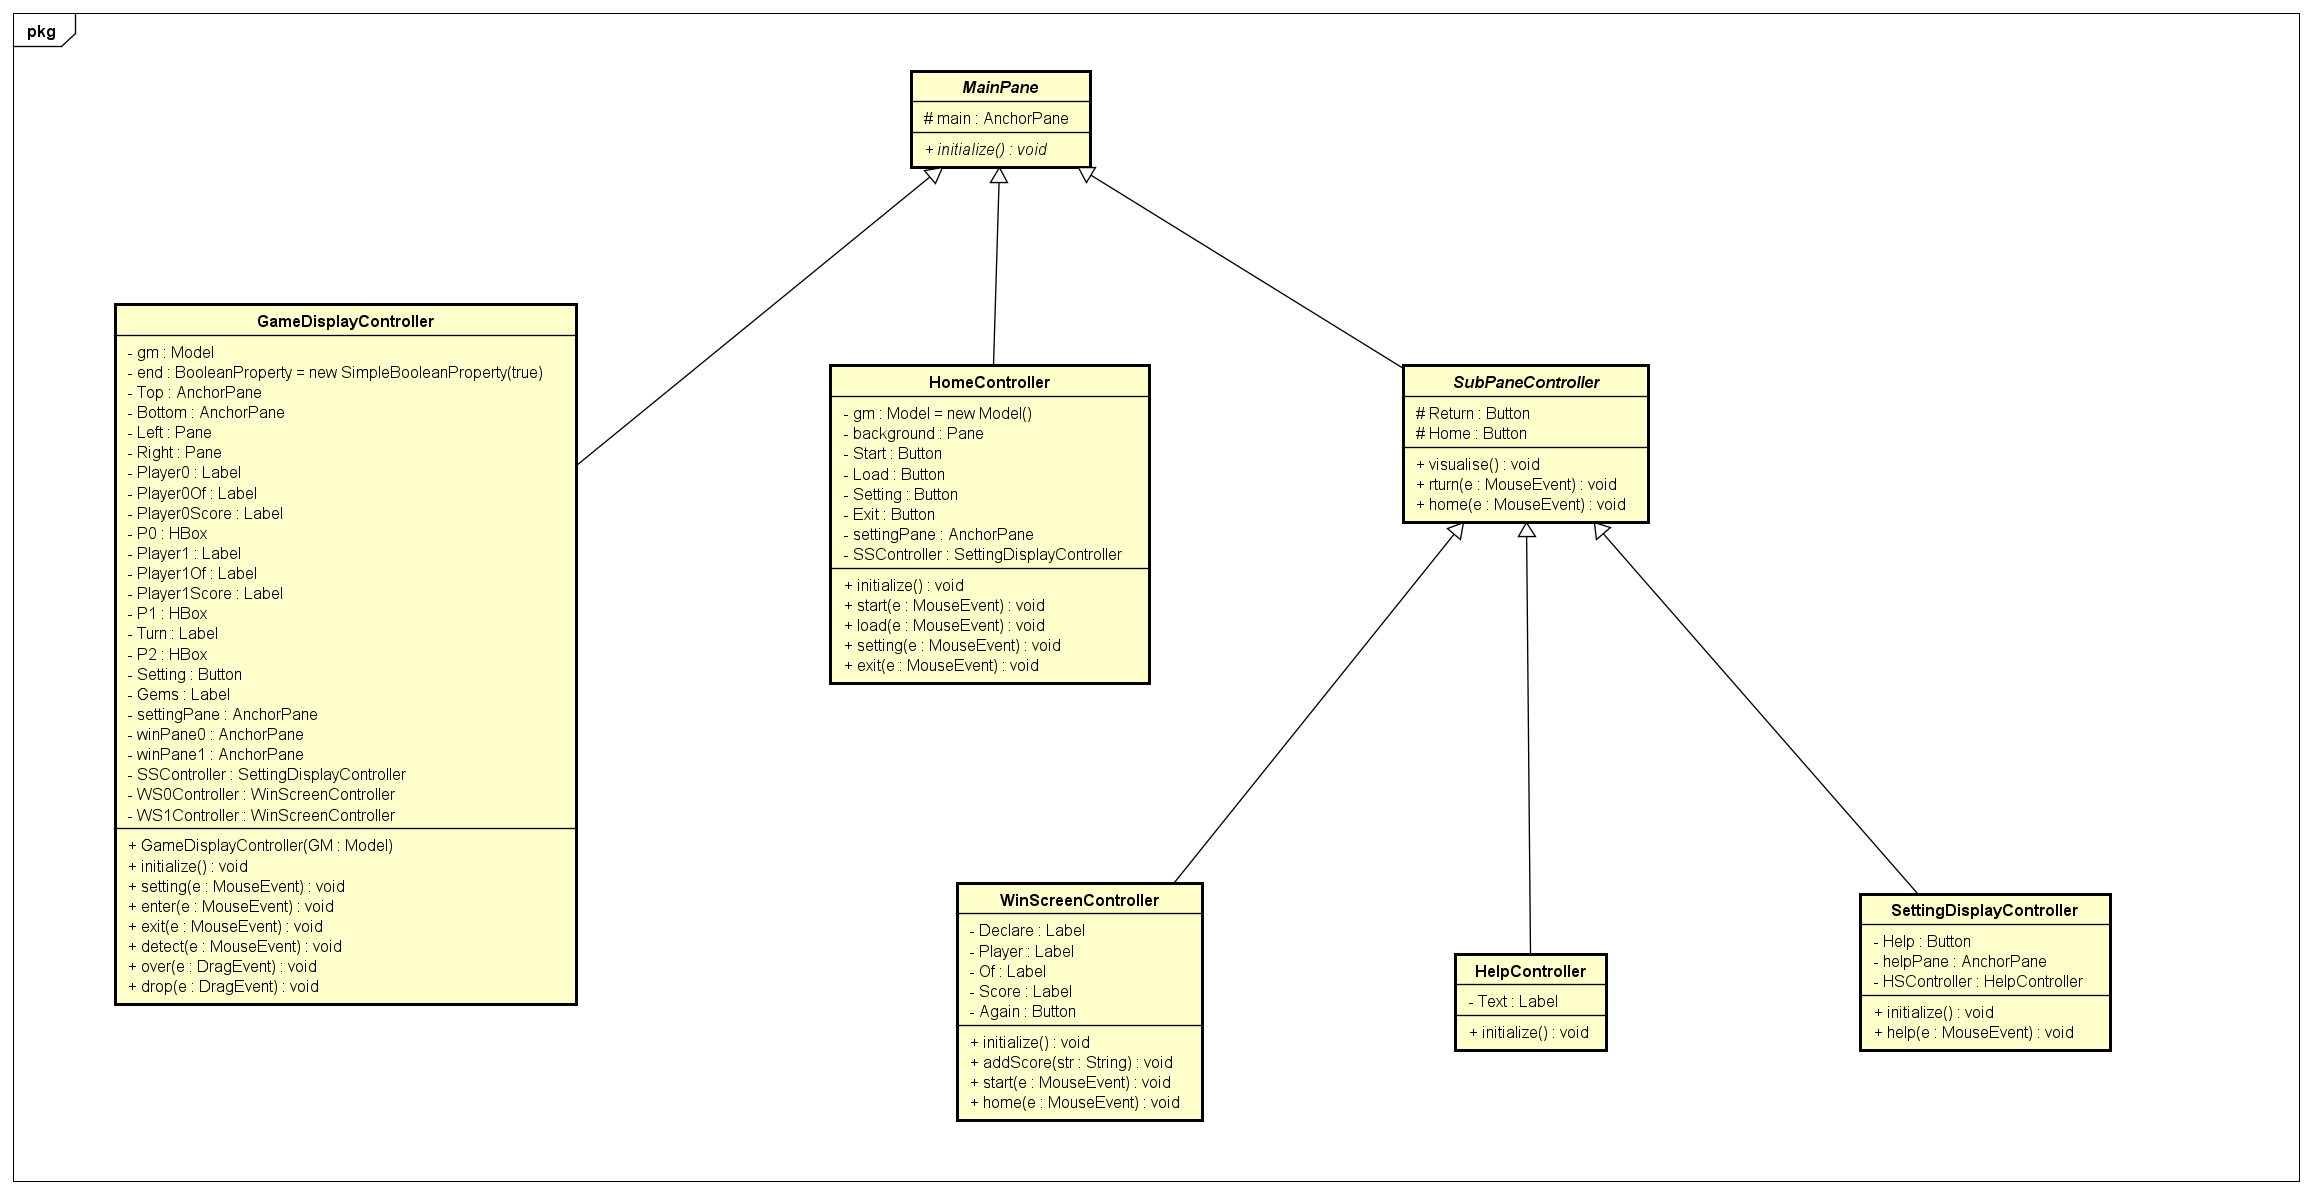 pkg
MainPane
# main : AnchorPane
+ initialize() : void
GameDisplayController
- gm : Model
- end : BooleanProperty = new SimpleBooleanProperty(true)
- Top : AnchorPane
- Bottom : AnchorPane
- Left : Pane
- Right : Pane
- Player0 : Label
- Player0Of : Label
- Player0Score : Label
- P0 : HBox
- Player1 : Label
- Player1Of : Label
- Player1Score : Label
- P1 : HBox
- Turn : Label
- P2 : HBox
- Setting : Button
- Gems : Label
- settingPane : AnchorPane
- winPane0 : AnchorPane
- winPane1 : AnchorPane
- SSController : SettingDisplayController
- WS0Controller : WinScreenController
- WS1Controller : WinScreenController
+ GameDisplayController(GM : Model)
+ initialize() : void
+ setting(e : MouseEvent) : void
+ enter(e : MouseEvent) : void
+ exit(e : MouseEvent) : void
+ detect(e : MouseEvent) : void
+ over(e : DragEvent) : void
+ drop(e : DragEvent) : void
HomeController
- gm : Model = new Model()
- background : Pane
- Start : Button
- Load : Button
- Setting : Button
- Exit : Button
- settingPane : AnchorPane
- SSController : SettingDisplayController
+ initialize() : void
+ start(e : MouseEvent) : void
+ load(e : MouseEvent) : void
+ setting(e : MouseEvent) : void
+ exit(e : MouseEvent) : void
SubPaneController
# Return : Button
# Home : Button
+ visualise() : void
+ rturn(e : MouseEvent) : void
+ home(e : MouseEvent) : void
WinScreenController
- Declare : Label
- Player : Label
- Of : Label
- Score : Label
- Again : Button
+ initialize() : void
+ addScore(str : String) : void
+ start(e : MouseEvent) : void
+ home(e : MouseEvent) : void
HelpController
- Text : Label
+ initialize() : void
SettingDisplayController
- Help : Button
- helpPane : AnchorPane
- HSController : HelpController
+ initialize() : void
+ help(e : MouseEvent) : void